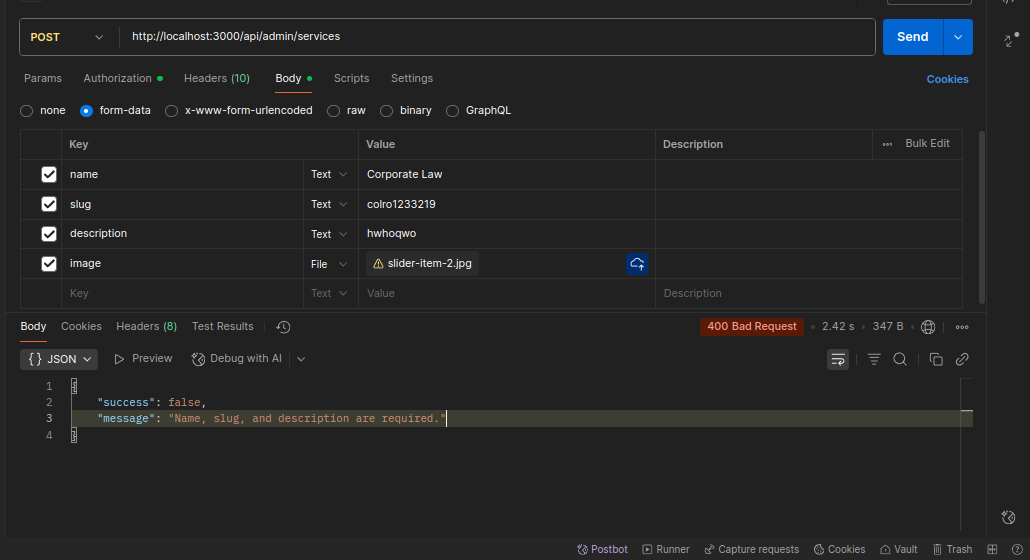 POST http://localhost:3000/api/admin/services Send
Params Authorization Headers (10) Body Scripts Settings Cookies
none form-data x-www-form-urlencoded raw binary GraphQL
Key Value Description Bulk Edit
name Text Corporate Law
slug Text colro1233219
description Text hwhoqwo
image File slider-item-2.jpg
Key Text Value Description
Body Cookies Headers (8) Test Results 400 Bad Request 2.42 s 347 B
{ } JSON Preview Debug with AI
1 {
2 "success": false,
3 "message": "Name, slug, and description are required."
4 }
Postbot Runner Capture requests Cookies Vault Trash